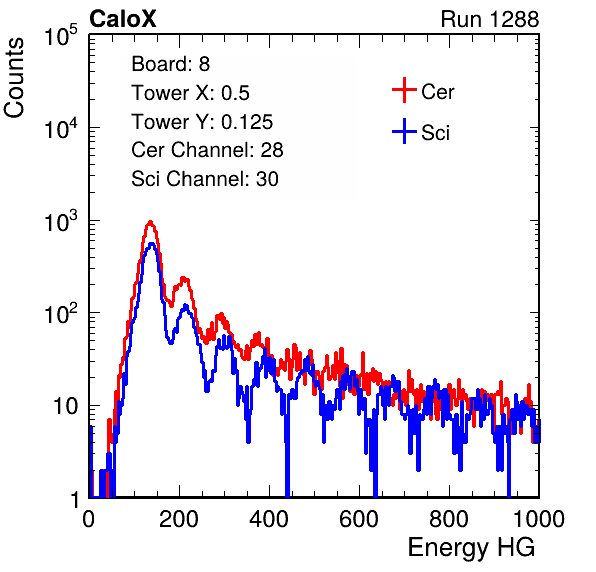 CaloX Run 1288
Counts
Board: 8
Tower X: 0.5
Tower Y: 0.125
Cer Channel: 28
Sci Channel: 30
Cer
Sci
10^5
10^4
10^3
10^2
10
1
0 200 400 600 800 1000
Energy HG